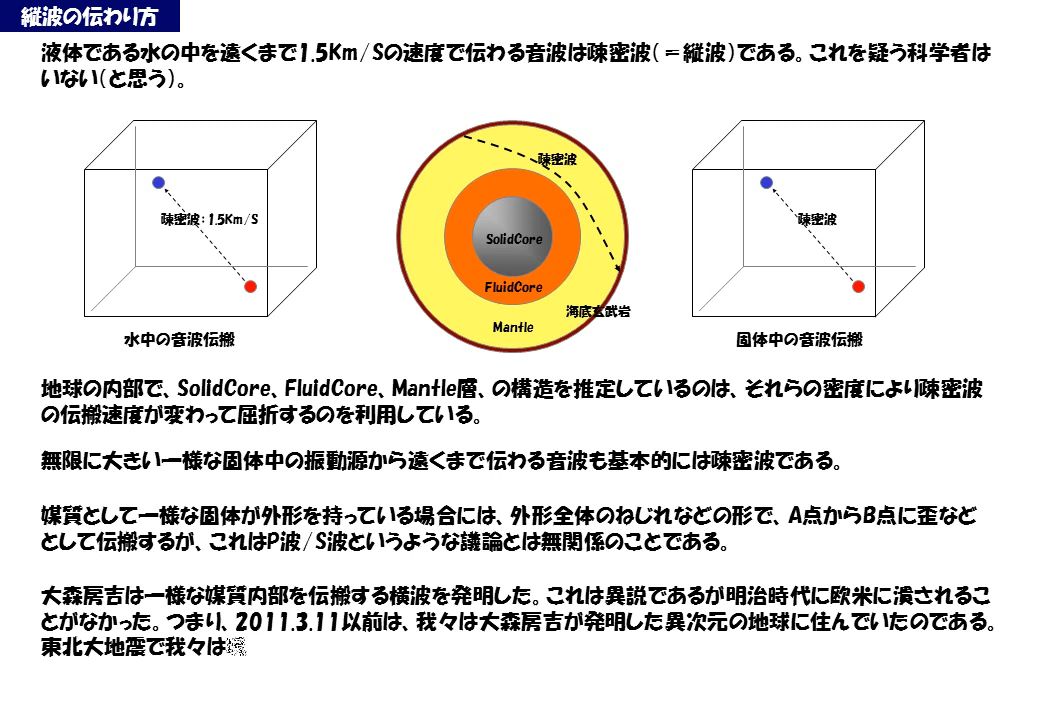 縦波の伝わり方
液体である水の中を遠くまで1.5Km/Sの速度で伝わる音波は疎密波(=縦波)である。これを疑う科学者は
いない(と思う)。
疎密波
疎密波:1.5Km/S
疎密波
SolidCore
FluidCore
海底玄武岩
Mantle
水中の音波伝搬
固体中の音波伝搬
地球の内部で、SolidCore、FluidCore、Mantle層、の構造を推定しているのは、それらの密度により疎密波
の伝搬速度が変わって屈折するのを利用している。
無限に大きい一様な固体中の振動源から遠くまで伝わる音波も基本的には疎密波である。
媒質として一様な固体が外形を持っている場合には、外形全体のねじれなどの形で、A点からB点に歪など
として伝搬するが、これはP波/S波というような議論とは無関係のことである。
大森房吉は一様な媒質内部を伝搬する横波を発明した。これは異説であるが明治時代に欧米に潰されるこ
とがなかった。つまり、2011.3.11以前は、我々は大森房吉が発明した異次元の地球に住んでいたのである。
東北大地震で我々は